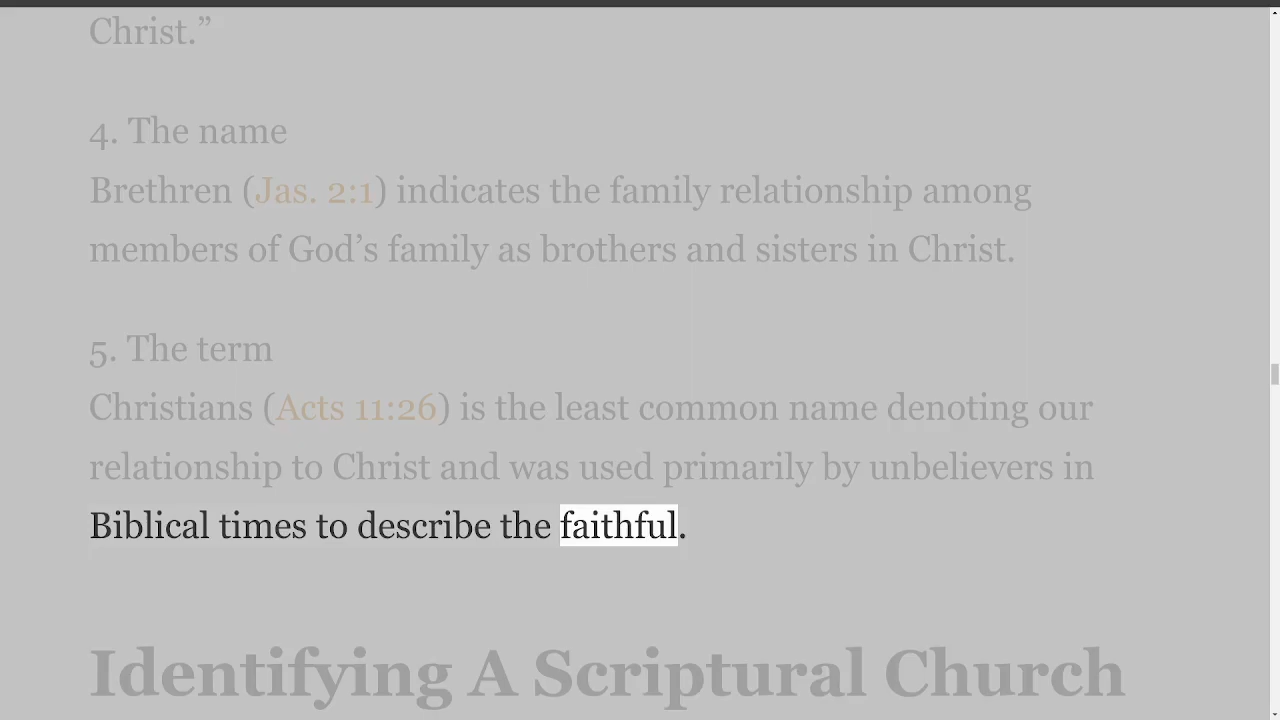 Christ.”
4. The name
Brethren (Jas. 2:1) indicates the family relationship among
members of God’s family as brothers and sisters in Christ.
5. The term
Christians (Acts 11:26) is the least common name denoting our
relationship to Christ and was used primarily by unbelievers in
Biblical times to describe the faithful.
Identifying A Scriptural Church